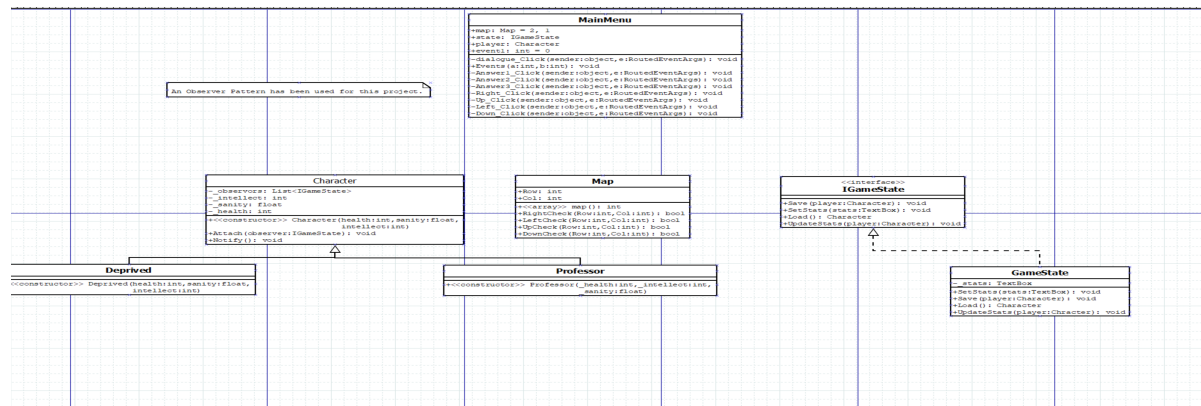 MainMenu
+map: Map = 2, 1
+state: IGameState
+player: Character
+event1: int = 0
-dialogue_Click(sender:object,e:RoutedEventArgs): void
+Events(a:int,b:int): void
-Answer1_Click(sender:object,e:RoutedEventArgs): void
-Answer2_Click(sender:object,e:RoutedEventArgs): void
-Answer3_Click(sender:object,e:RoutedEventArgs): void
-Right_Click(sender:object,e:RoutedEventArgs): void
-Up_Click(sender:object,e:RoutedEventArgs): void
-Left_Click(sender:object,e:RoutedEventArgs): void
-Down_Click(sender:object,e:RoutedEventArgs): void
An Observer Pattern has been used for this project.
Character
-_observors: List<IGameState>
-_intellect: int
-_sanity: float
-_health: int
+<<constructor>> Character(health:int,sanity:float,
intellect:int)
+Attach(observer:IGameState): void
+Notify(): void
Map
+Row: int
+Col: int
+<<array>> map(): int
+RightCheck(Row:int,Col:int): bool
+LeftCheck(Row:int,Col:int): bool
+UpCheck(Row:int,Col:int): bool
+DownCheck(Row:int,Col:int): bool
<<interface>>
IGameState
+Save(player:Character): void
+SetStats(stats:TextBox): void
+Load(): Character
+UpdateStats(player:Character): void
Deprived
<<constructor>> Deprived(health:int,sanity:float,
intellect:int)
Professor
+<<constructor>> Professor(_health:int,_intellect:int,
_sanity:float)
GameState
-_stats: TextBox
+SetStats(stats:TextBox): void
+Save(player:Character): void
+Load(): Character
+UpdateStats(player:Chracter): void